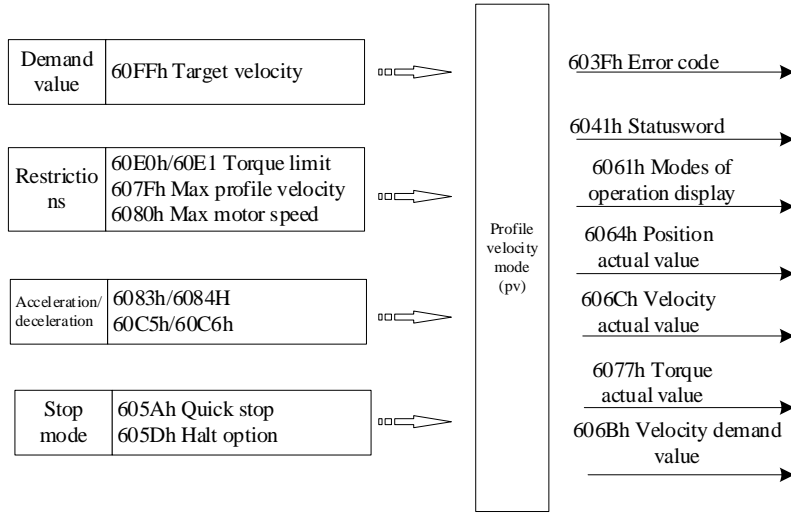 Demand
value
60FFh Target velocity
Restrictio
ns
60E0h/60E1 Torque limit
607Fh Max profile velocity
6080h Max motor speed
Acceleration/
deceleration
6083h/6084H
60C5h/60C6h
Stop
mode
605Ah Quick stop
605Dh Halt option
Profile
velocity
mode
(pv)
603Fh Error code
6041h Statusword
6061h Modes of
operation display
6064h Position
actual value
606Ch Velocity
actual value
6077h Torque
actual value
606Bh Velocity demand
value